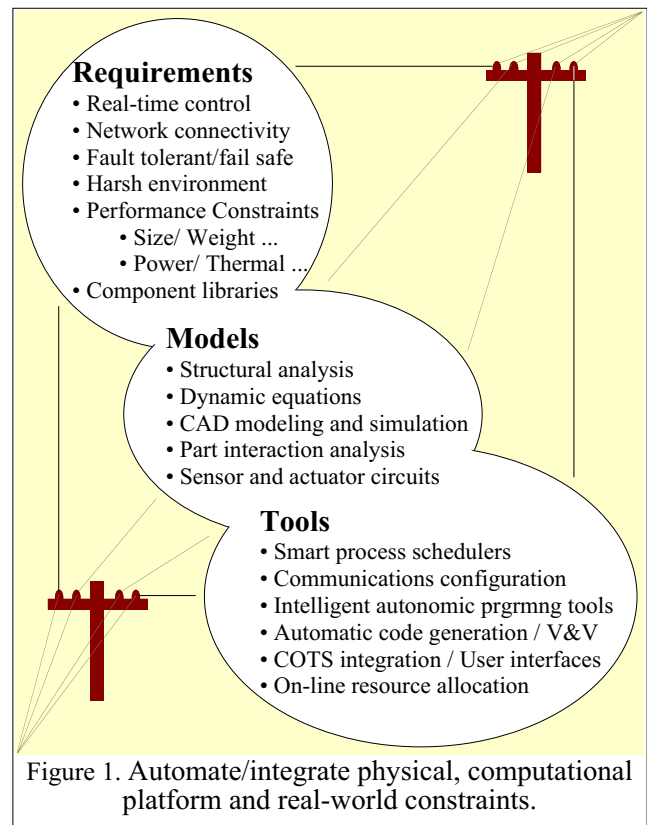 Requirements
• Real-time control
• Network connectivity
• Fault tolerant/fail safe
• Harsh environment
• Performance Constraints
• Size/ Weight ...
• Power/ Thermal ...
• Component libraries
Models
• Structural analysis
• Dynamic equations
• CAD modeling and simulation
• Part interaction analysis
• Sensor and actuator circuits
Tools
• Smart process schedulers
• Communications configuration
• Intelligent autonomic prgrmng tools
• Automatic code generation / V&V
• COTS integration / User interfaces
• On-line resource allocation
Figure 1. Automate/integrate physical, computational
platform and real-world constraints.